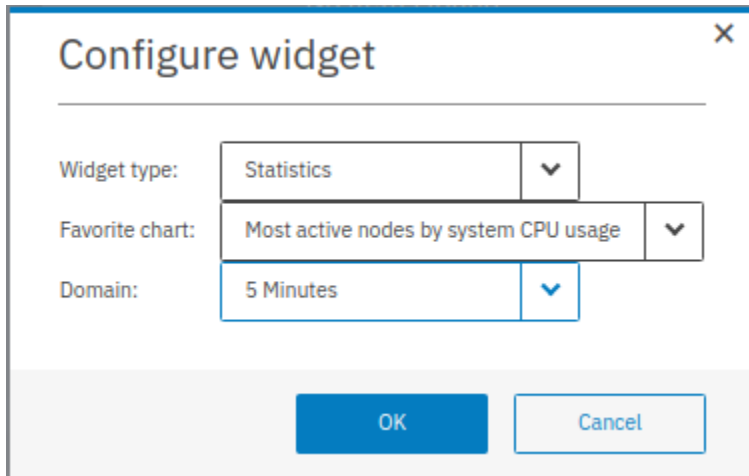 Configure widget
Widget type: Statistics
Favorite chart: Most active nodes by system CPU usage
Domain: 5 Minutes
OK Cancel